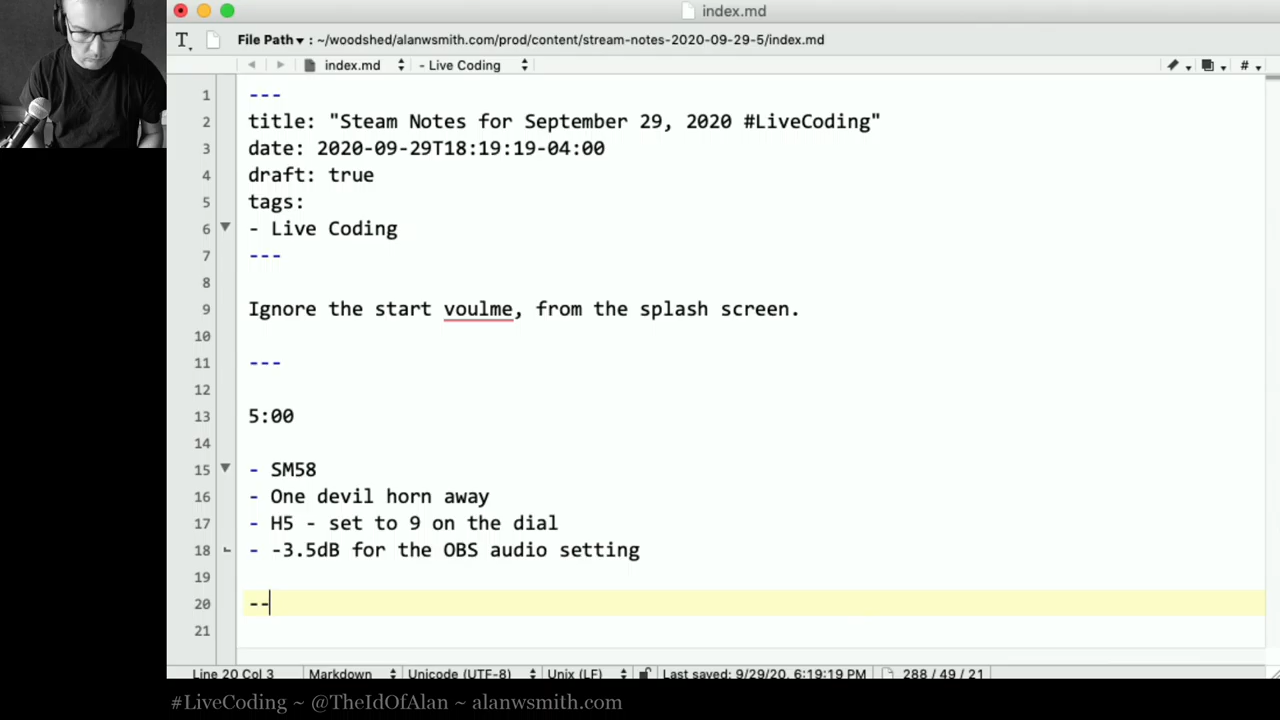 index.md
File Path : ~/woodshed/alanwsmith.com/prod/content/stream-notes-2020-09-29-5/index.md
index.md - Live Coding #
1 ---
2 title: "Steam Notes for September 29, 2020 #LiveCoding"
3 date: 2020-09-29T18:19:19-04:00
4 draft: true
5 tags:
6 - Live Coding
7 ---
8
9 Ignore the start voulme, from the splash screen.
10
11 ---
12
13 5:00
14
15 - SM58
16 - One devil horn away
17 - H5 - set to 9 on the dial
18 - -3.5dB for the OBS audio setting
19
20 --
21
Line 20 Col 3 Markdown Unicode (UTF-8) Unix (LF) Last saved: 9/29/20, 6:19:19 PM 288 / 49 / 21
#LiveCoding ~ @TheIdOfAlan ~ alanwsmith.com